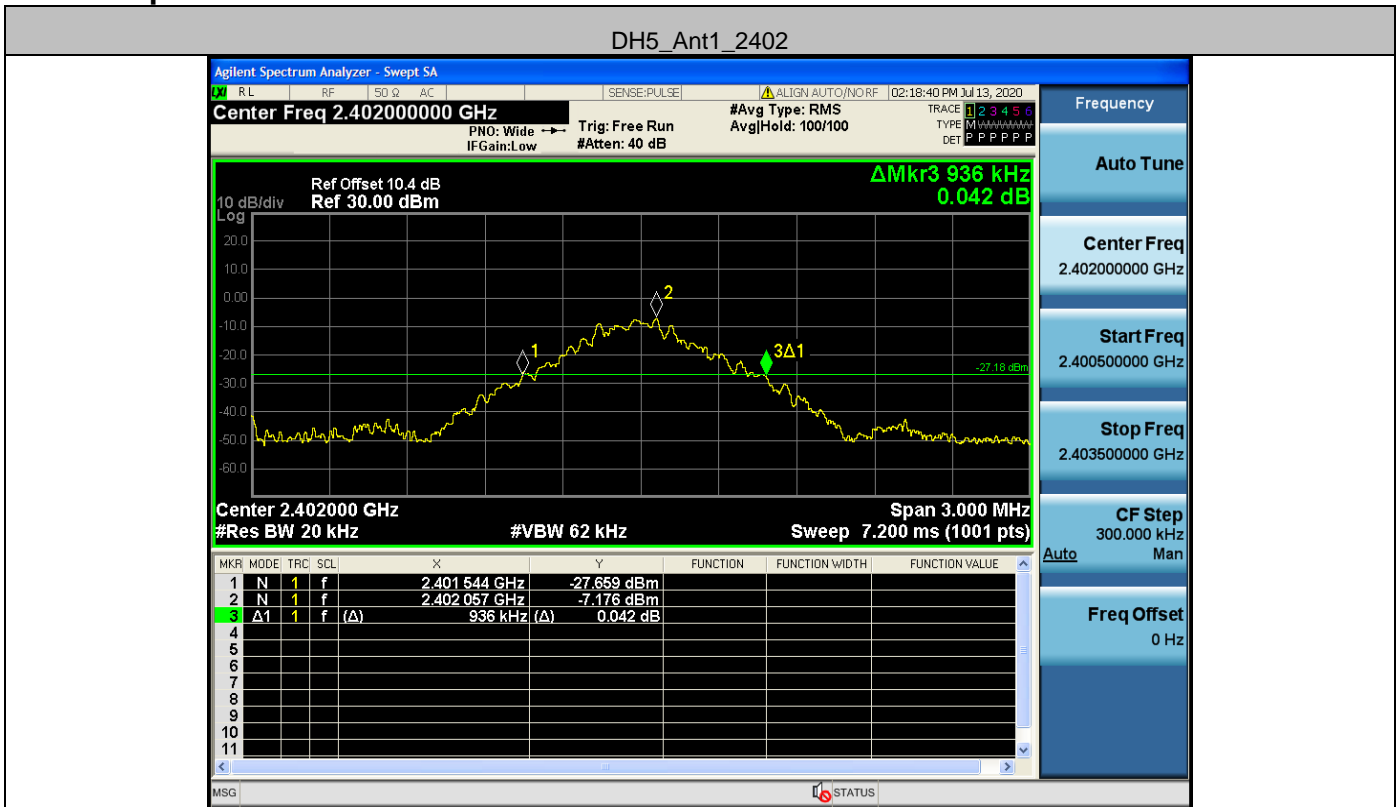 DH5_Ant1_2402
Agilent Spectrum Analyzer - Swept SA
LXI RL RF 50 Ω AC SENSE:PULSE ALIGN AUTO/NO RF 02:18:40 PM Jul 13, 2020
Center Freq 2.402000000 GHz
PNO: Wide
IFGain:Low
Trig: Free Run
#Atten: 40 dB
#Avg Type: RMS
Avg|Hold: 100/100
TRACE 1 2 3 4 5 6
TYPE M W W W W W
DET P P P P P P
ΔMkr3 936 kHz
0.042 dB
Ref Offset 10.4 dB
10 dB/div Ref 30.00 dBm
Log
20.0
10.0
0.00
-10.0
-20.0
-30.0
-40.0
-50.0
-60.0
1
2
3Δ1
-27.18 dBm
Center 2.402000 GHz Span 3.000 MHz
#Res BW 20 kHz #VBW 62 kHz Sweep 7.200 ms (1001 pts)
MKR MODE TRC SCL X Y FUNCTION FUNCTION WIDTH FUNCTION VALUE
1 N 1 f 2.401 544 GHz -27.659 dBm
2 N 1 f 2.402 057 GHz -7.176 dBm
3 Δ1 1 f (Δ) 936 kHz (Δ) 0.042 dB
4
5
6
7
8
9
10
11
MSG STATUS
Frequency
Auto Tune
Center Freq
2.402000000 GHz
Start Freq
2.400500000 GHz
Stop Freq
2.403500000 GHz
CF Step
300.000 kHz
Auto Man
Freq Offset
0 Hz